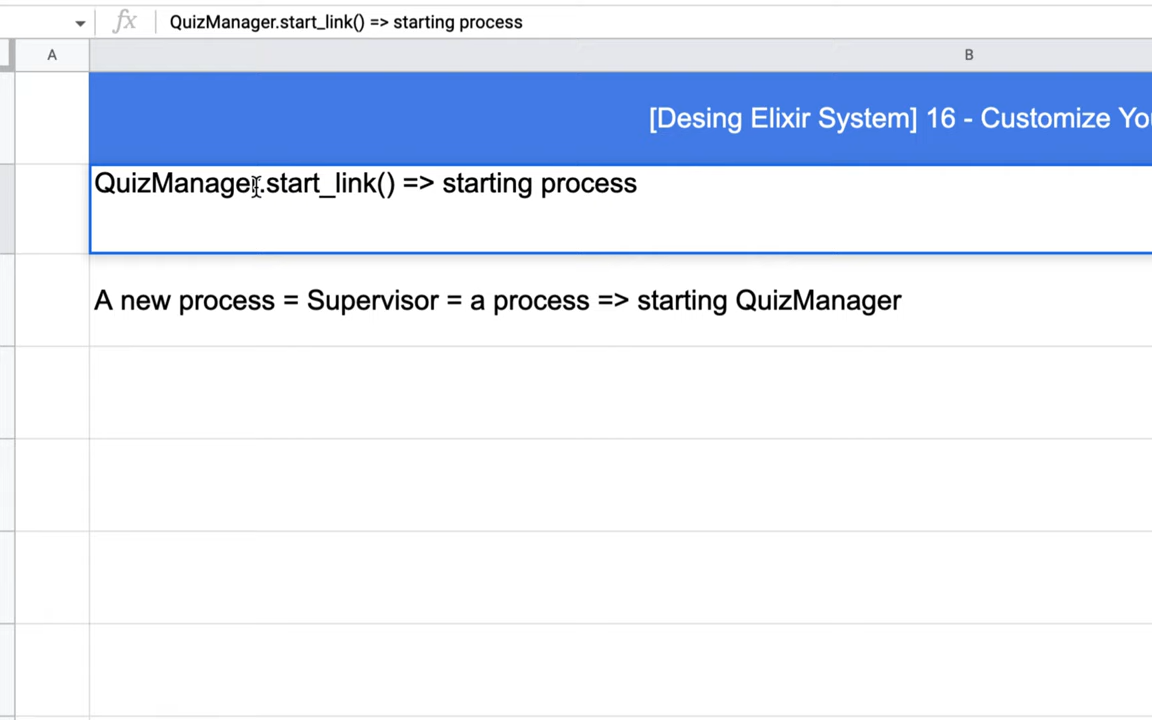 fx QuizManager.start_link() => starting process
A B
[Desing Elixir System] 16 - Customize Yo
QuizManager.start_link() => starting process
A new process = Supervisor = a process => starting QuizManager